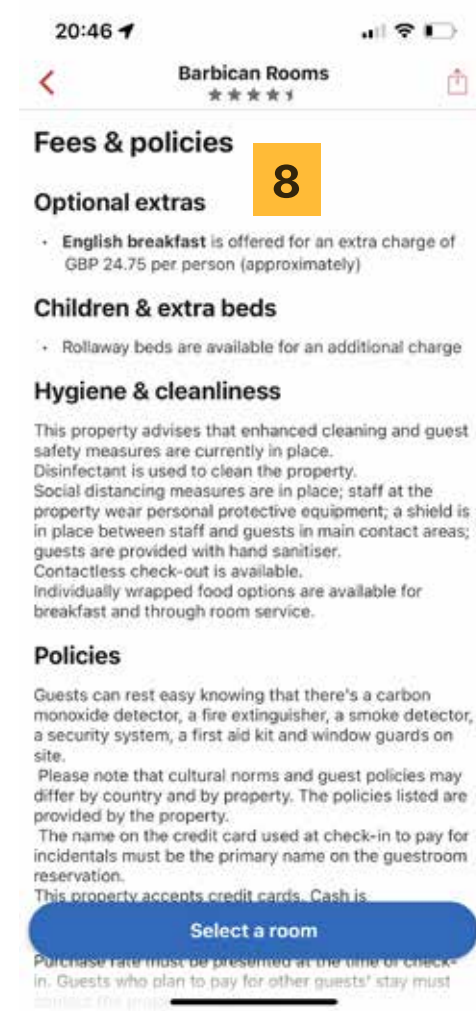 20:46
Barbican Rooms
Fees & policies
8
Optional extras
• English breakfast is offered for an extra charge of
GBP 24.75 per person (approximately)
Children & extra beds
• Rollaway beds are available for an additional charge
Hygiene & cleanliness
This property advises that enhanced cleaning and guest
safety measures are currently in place.
Disinfectant is used to clean the property.
Social distancing measures are in place; staff at the
property wear personal protective equipment; a shield is
in place between staff and guests in main contact areas;
guests are provided with hand sanitiser.
Contactless check-out is available.
Individually wrapped food options are available for
breakfast and through room service.
Policies
Guests can rest easy knowing that there's a carbon
monoxide detector, a fire extinguisher, a smoke detector,
a security system, a first aid kit and window guards on
site.
Please note that cultural norms and guest policies may
differ by country and by property. The policies listed are
provided by the property.
The name on the credit card used at check-in to pay for
incidentals must be the primary name on the guestroom
reservation.
This property accepts credit cards. Cash is
Select a room
Purchase rate must be presented at the time of check-
in. Guests who plan to pay for other guests' stay must